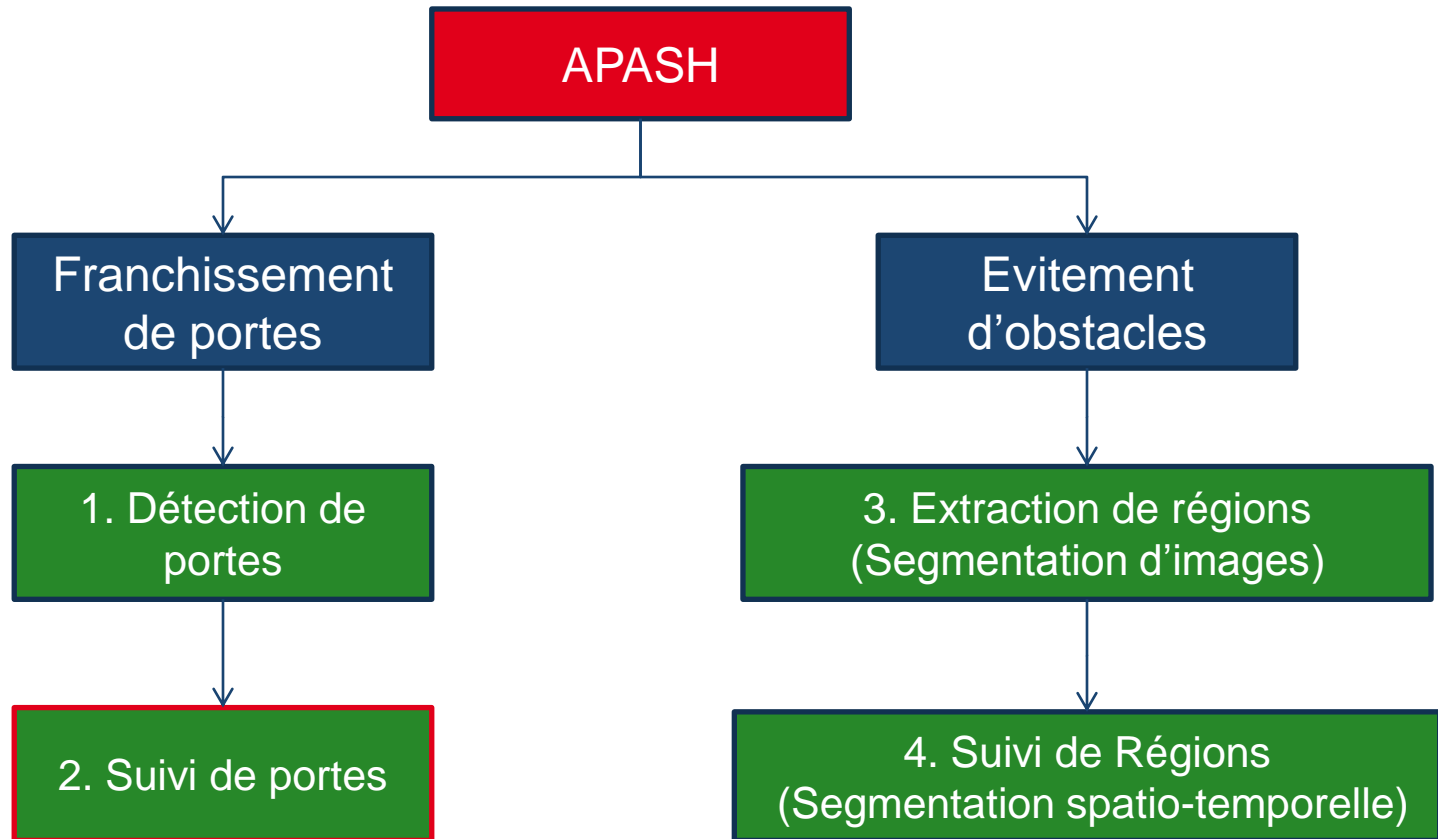 APASH
Franchissement
de portes
Evitement
d’obstacles
1. Détection de
portes
3. Extraction de régions
(Segmentation d’images)
2. Suivi de portes
4. Suivi de Régions
(Segmentation spatio-temporelle)